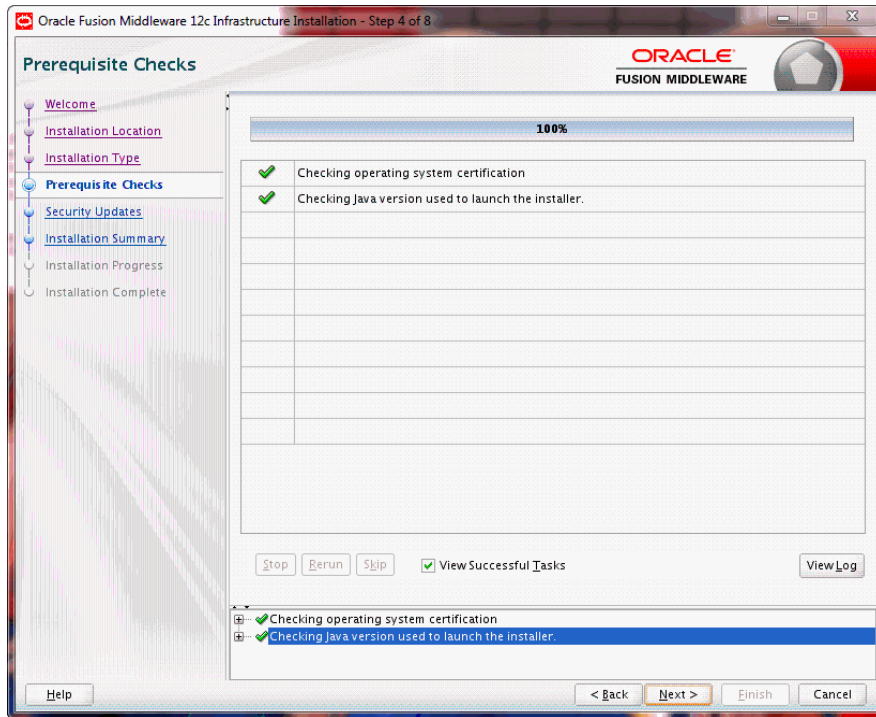 Oracle Fusion Middleware 12c Infrastructure Installation - Step 4 of 8
Prerequisite Checks
ORACLE
FUSION MIDDLEWARE
Welcome
Installation Location
Installation Type
Prerequisite Checks
Security Updates
Installation Summary
Installation Progress
Installation Complete
100%
Checking operating system certification
Checking Java version used to launch the installer.
Stop Rerun Skip View Successful Tasks View Log
Checking operating system certification
Checking Java version used to launch the installer.
Help < Back Next > Finish Cancel